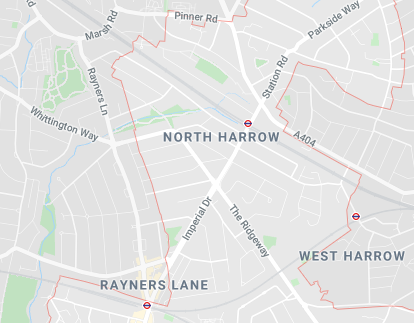 Pinner Rd
Parkside Way
Marsh Rd
Station Rd
Rayners Ln
Whittington Way
NORTH HARROW
A404
Imperial Dr
The Ridgeway
WEST HARROW
RAYNERS LANE